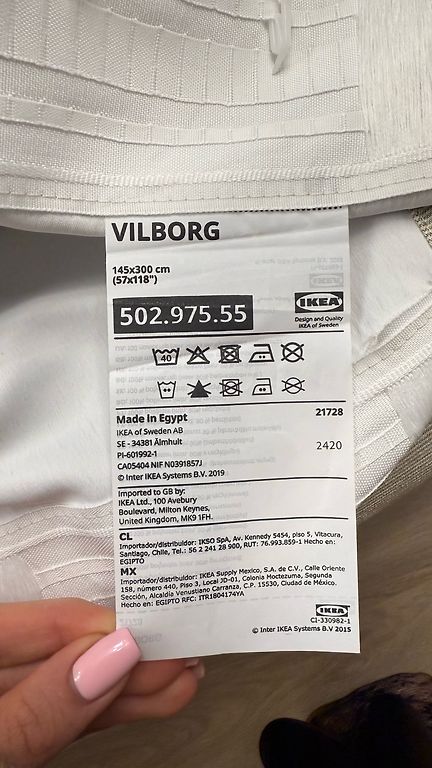 VILBORG
145x300 cm
(57x118")
502.975.55
IKEA
Design and Quality
IKEA of Sweden
40
Made in Egypt
21728
IKEA of Sweden AB
SE - 34381 Älmhult
PI-601992-1
2420
CA05404 NIF N0391857J
© Inter IKEA Systems B.V. 2019
Imported to GB by:
IKEA Ltd., 100 Avebury
Boulevard, Milton Keynes,
United Kingdom, MK9 1FH.
CL
Importador/distribuidor: IKSO SpA, Av. Kennedy 5454, piso 5, Vitacura,
Santiago, Chile, Tel.: 56 2 241 28 900, RUT: 76.993.859-1 Hecho en:
EGIPTO
MX
Importador/distribuidor: IKEA Supply Mexico, S.A. de C.V., Calle Oriente
158, número 440, Piso 3, Local JD-01, Colonia Moctezuma, Segunda
Sección, Alcaldía Venustiano Carranza, C.P. 15530, Ciudad de México.
Hecho en: EGIPTO RFC: ITR1804174YA
IKEA
CI-330982-1
© Inter IKEA Systems B.V 2015